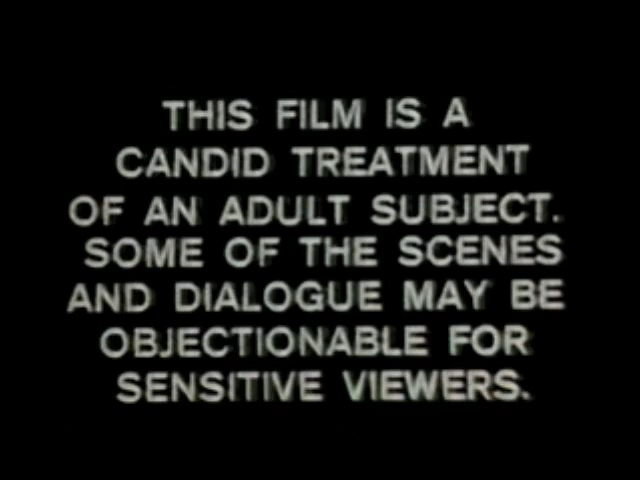 THIS FILM IS A
CANDID TREATMENT
OF AN ADULT SUBJECT.
SOME OF THE SCENES
AND DIALOGUE MAY BE
OBJECTIONABLE FOR
SENSITIVE VIEWERS.